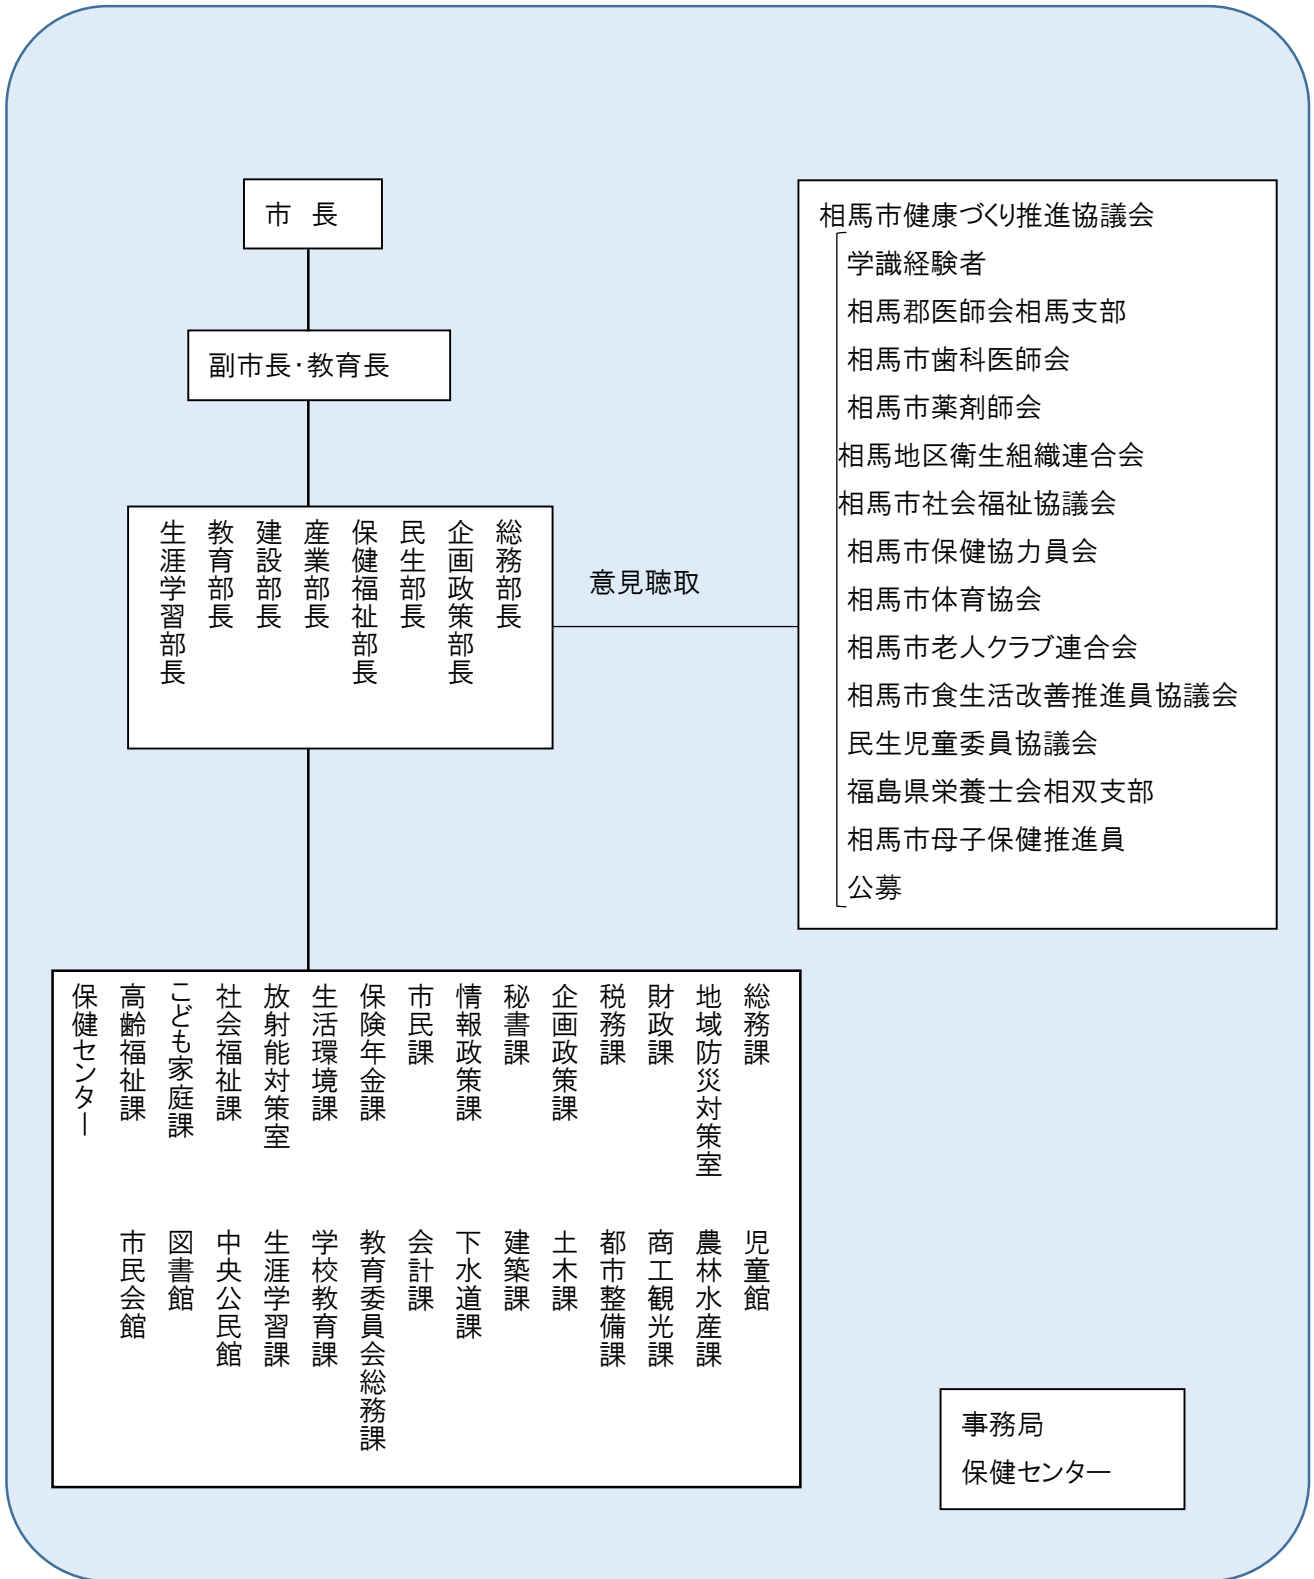 市　長
副市長・教育長
総務部長
企画政策部長
民生部長
保健福祉部長
産業部長
建設部長
教育部長
生涯学習部長
意見聴取
相馬市健康づくり推進協議会
学識経験者
相馬郡医師会相馬支部
相馬市歯科医師会
相馬市薬剤師会
相馬地区衛生組織連合会
相馬市社会福祉協議会
相馬市保健協力員会
相馬市体育協会
相馬市老人クラブ連合会
相馬市食生活改善推進員協議会
民生児童委員協議会
福島県栄養士会相双支部
相馬市母子保健推進員
公募
総務課
地域防災対策室
財政課
税務課
企画政策課
秘書課
情報政策課
市民課
保険年金課
生活環境課
放射能対策室
社会福祉課
こども家庭課
高齢福祉課
保健センター
児童館
農林水産課
商工観光課
都市整備課
土木課
建築課
下水道課
会計課
教育委員会総務課
学校教育課
生涯学習課
中央公民館
図書館
市民会館
事務局
保健センター